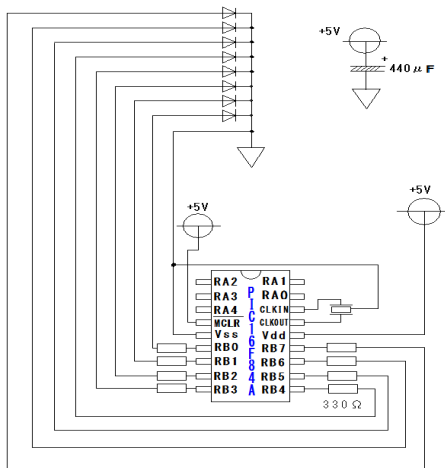 +5V
+
440μF
+5V
+5V
RA2
RA1
RA3
RA0
RA4
CLKIN
MCLR
CLKOUT
Vss
Vdd
RB0
RB7
RB1
RB6
RB2
RB5
RB3
RB4
PIC16F84A
330Ω